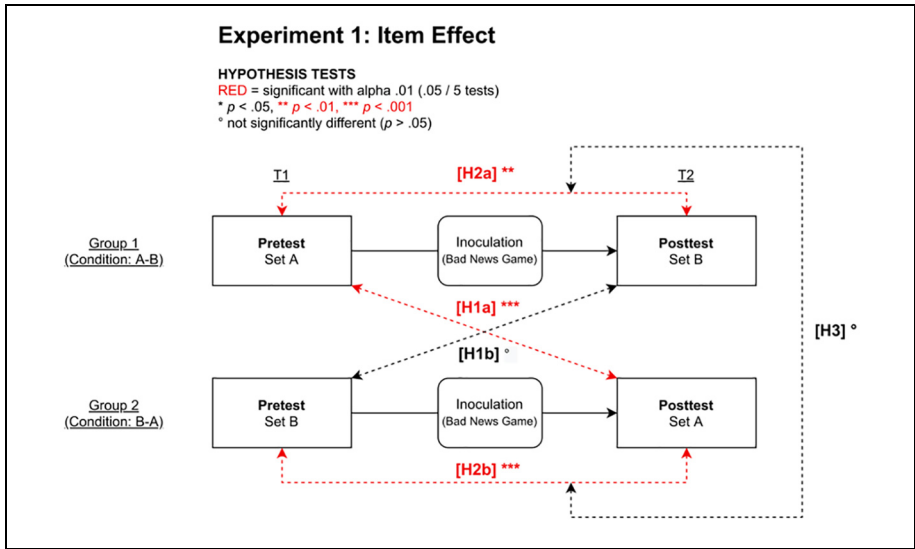 Experiment 1: Item Effect
HYPOTHESIS TESTS
RED = significant with alpha .01 (.05 / 5 tests)
* p < .05, ** p < .01, *** p < .001
° not significantly different (p > .05)
T1
[H2a] **
T2
Group 1
(Condition: A-B)
Pretest
Set A
Inoculation
(Bad News Game)
Posttest
Set B
[H1a] ***
[H3] °
[H1b] °
Group 2
(Condition: B-A)
Pretest
Set B
Inoculation
(Bad News Game)
Posttest
Set A
[H2b] ***